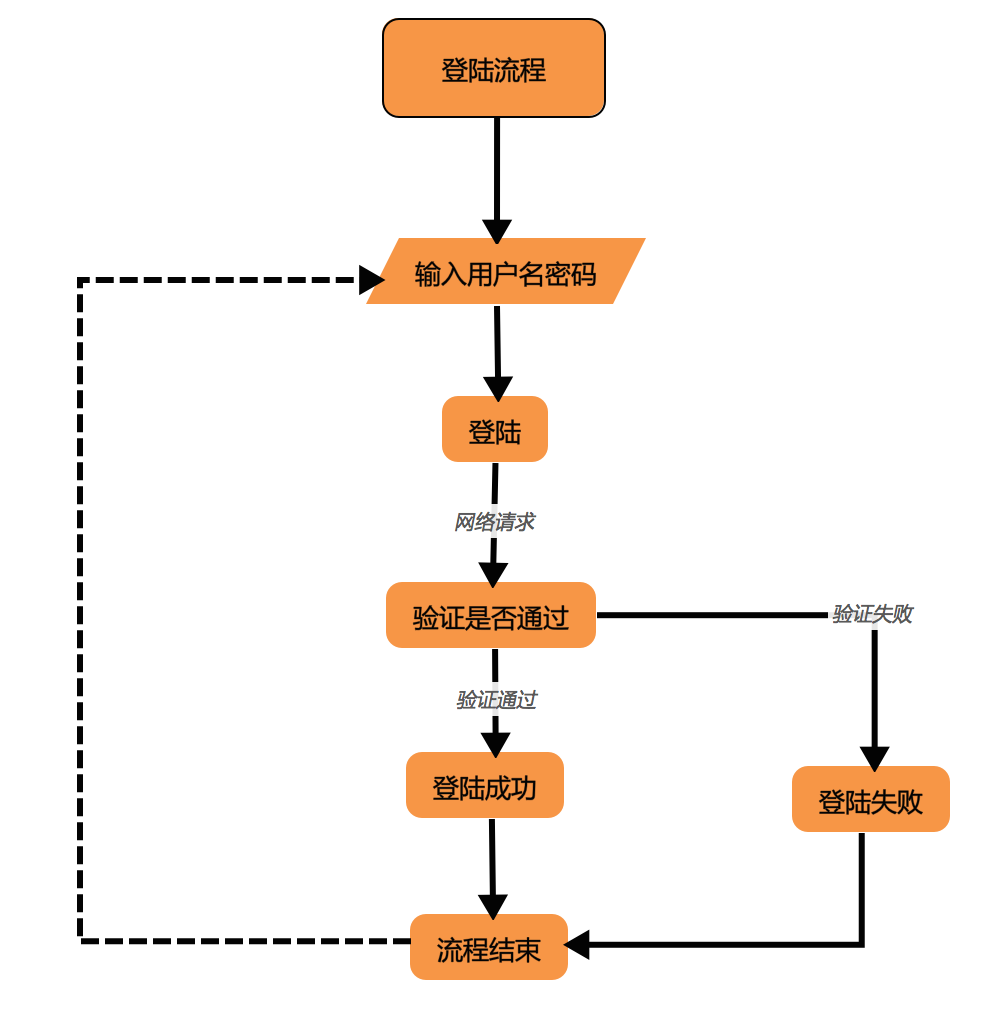 登陆流程
输入用户名密码
登陆
网络请求
验证是否通过
验证失败
验证通过
登陆成功
登陆失败
流程结束